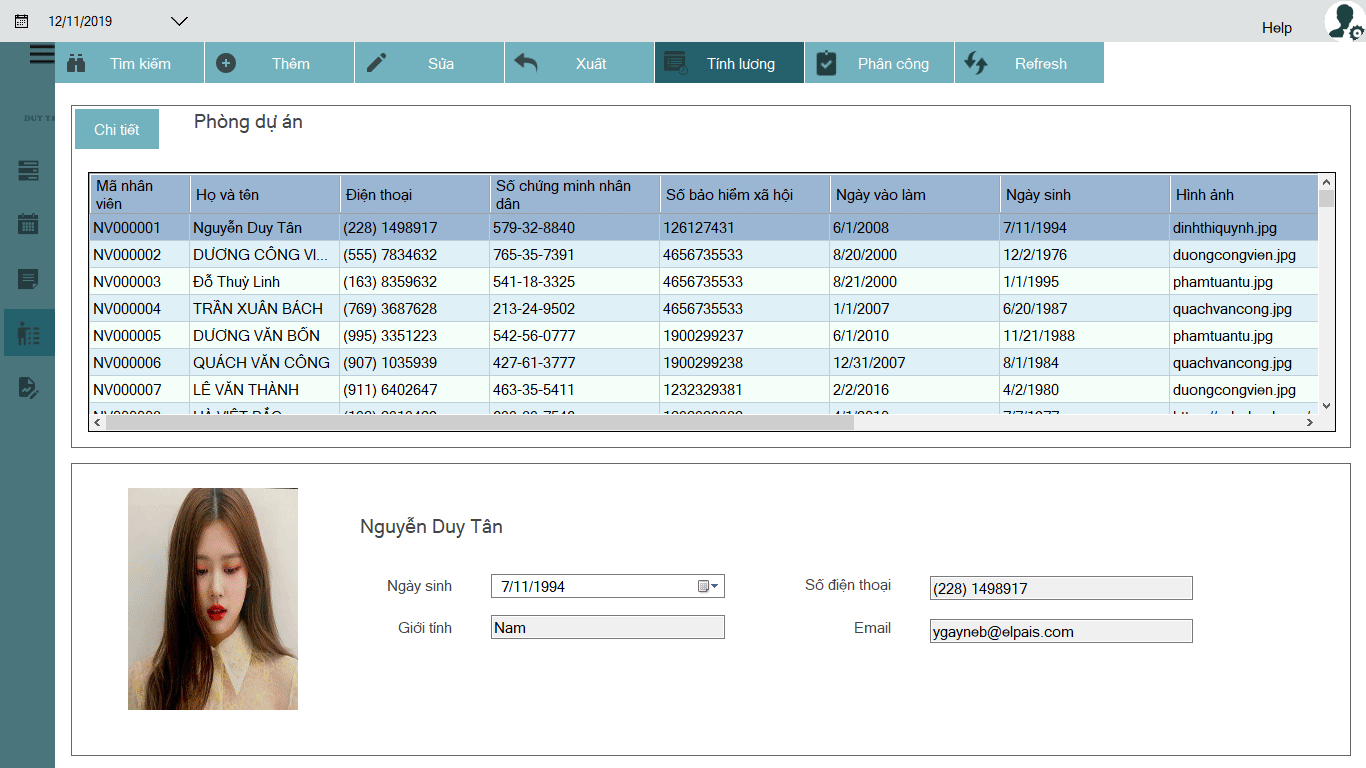 12/11/2019
Help
Tìm kiếm
Thêm
Sửa
Xuất
Tính lương
Phân công
Refresh
Chi tiết
Phòng dự án
Mã nhân viên
Họ và tên
Điện thoại
Số chứng minh nhân dân
Số bảo hiểm xã hội
Ngày vào làm
Ngày sinh
Hình ảnh
NV000001 Nguyễn Duy Tân (228) 1498917 579-32-8840 126127431 6/1/2008 7/11/1994 dinhthiquynh.jpg
NV000002 DƯƠNG CÔNG VI... (555) 7834632 765-35-7391 4656735533 8/20/2000 12/2/1976 duongcongvien.jpg
NV000003 Đỗ Thuỳ Linh (163) 8359632 541-18-3325 4656735533 8/21/2000 1/1/1995 phamtuantu.jpg
NV000004 TRẦN XUÂN BÁCH (769) 3687628 213-24-9502 4656735533 1/1/2007 6/20/1987 quachvancong.jpg
NV000005 DƯƠNG VĂN BỐN (995) 3351223 542-56-0777 1900299237 6/1/2010 11/21/1988 phamtuantu.jpg
NV000006 QUÁCH VĂN CÔNG (907) 1035939 427-61-3777 1900299238 12/31/2007 8/1/1984 quachvancong.jpg
NV000007 LÊ VĂN THÀNH (911) 6402647 463-35-5411 1232329381 2/2/2016 4/2/1980 duongcongvien.jpg
Nguyễn Duy Tân
Ngày sinh 7/11/1994 Số điện thoại (228) 1498917
Giới tính Nam Email ygayneb@elpais.com